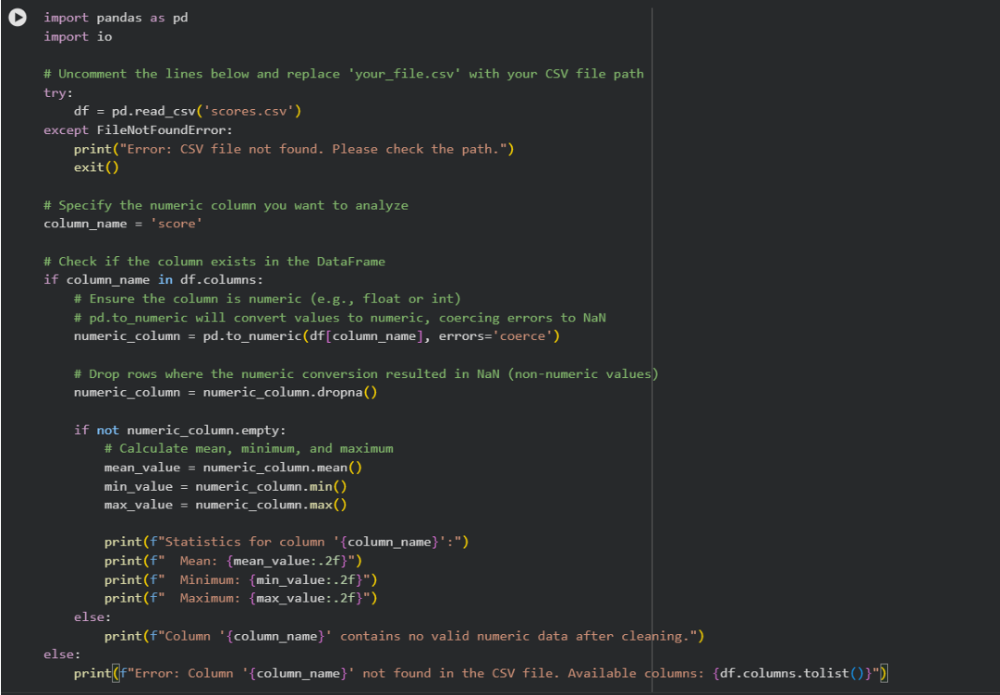 import pandas as pd
import io
# Uncomment the lines below and replace 'your_file.csv' with your CSV file path
try:
    df = pd.read_csv('scores.csv')
except FileNotFoundError:
    print("Error: CSV file not found. Please check the path.")
    exit()
# Specify the numeric column you want to analyze
column_name = 'score'
# Check if the column exists in the DataFrame
if column_name in df.columns:
    # Ensure the column is numeric (e.g., float or int)
    # pd.to_numeric will convert values to numeric, coercing errors to NaN
    numeric_column = pd.to_numeric(df[column_name], errors='coerce')
    # Drop rows where the numeric conversion resulted in NaN (non-numeric values)
    numeric_column = numeric_column.dropna()
    if not numeric_column.empty:
        # Calculate mean, minimum, and maximum
        mean_value = numeric_column.mean()
        min_value = numeric_column.min()
        max_value = numeric_column.max()
        print(f"Statistics for column '{column_name}':")
        print(f"  Mean: {mean_value:.2f}")
        print(f"  Minimum: {min_value:.2f}")
        print(f"  Maximum: {max_value:.2f}")
    else:
        print(f"Column '{column_name}' contains no valid numeric data after cleaning.")
else:
    print(f"Error: Column '{column_name}' not found in the CSV file. Available columns: {df.columns.tolist()}")